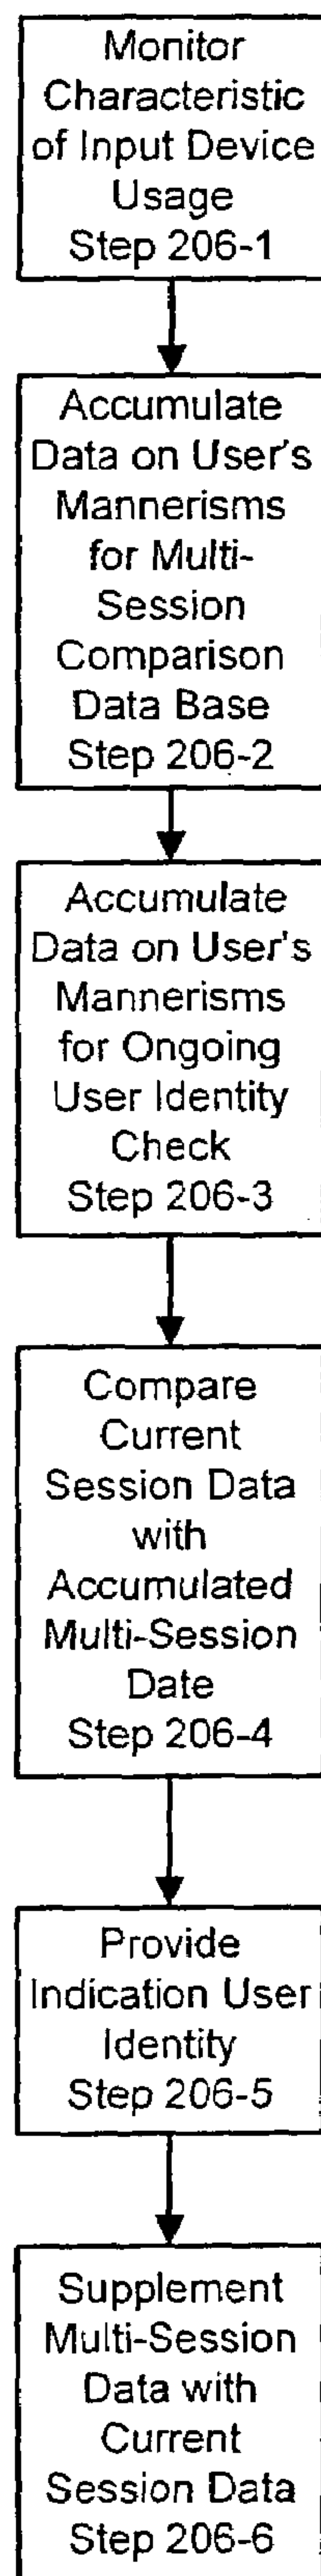 Monitor
Characteristic
of Input Device
Usage
Step 206-1
Accumulate
Data on User's
Mannerisms
for Multi-
Session
Comparison
Data Base
Step 206-2
Accumulate
Data on User's
Mannerisms
for Ongoing
User Identity
Check
Step 206-3
Compare
Current
Session Data
with
Accumulated
Multi-Session
Date
Step 206-4
Provide
Indication User
Identity
Step 206-5
Supplement
Multi-Session
Data with
Current
Session Data
Step 206-6